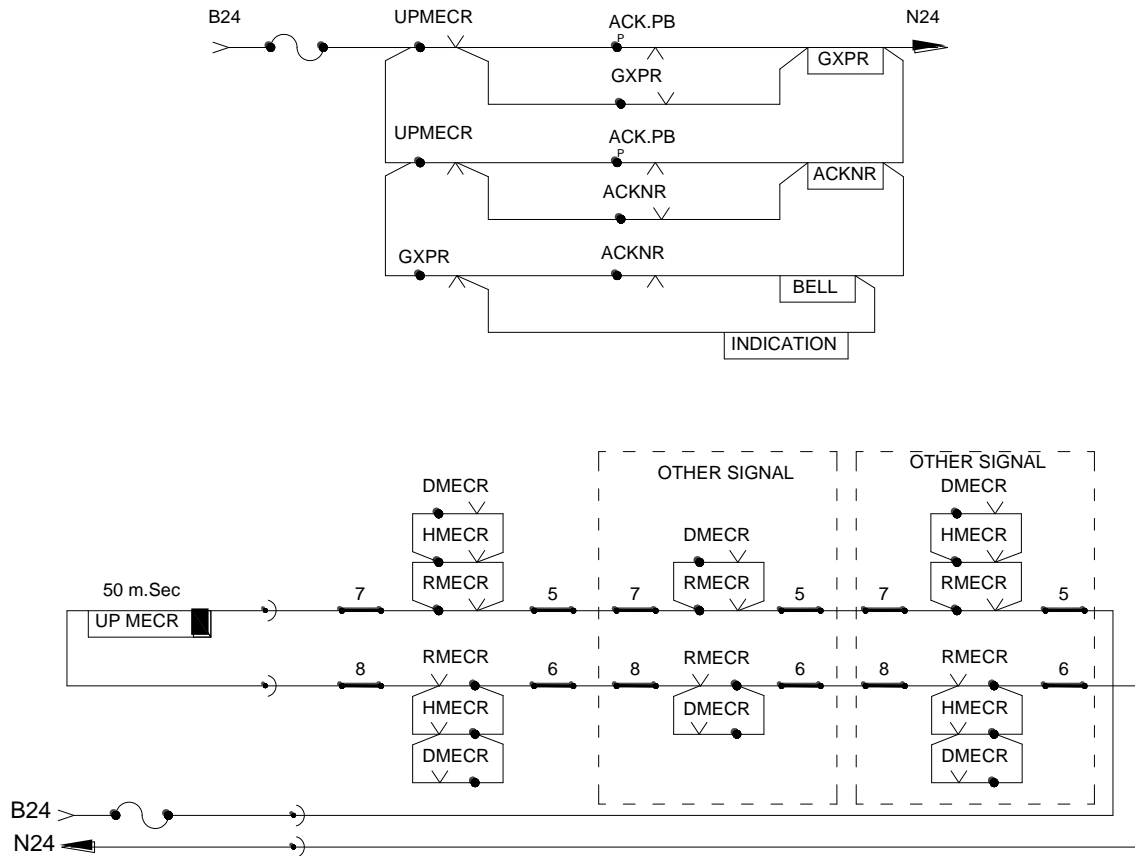 B24 UPMECR ACK.PB N24
P
GXPR
GXPR
UPMECR ACK.PB
P
ACKNR
ACKNR
GXPR ACKNR
BELL
INDICATION
OTHER SIGNAL OTHER SIGNAL
DMECR DMECR
HMECR DMECR HMECR
50 m.Sec 7 RMECR 5 7 RMECR 5 7 RMECR 5
UP MECR
8 RMECR 6 8 RMECR 6 8 RMECR 6
HMECR DMECR HMECR
DMECR DMECR
B24
N24